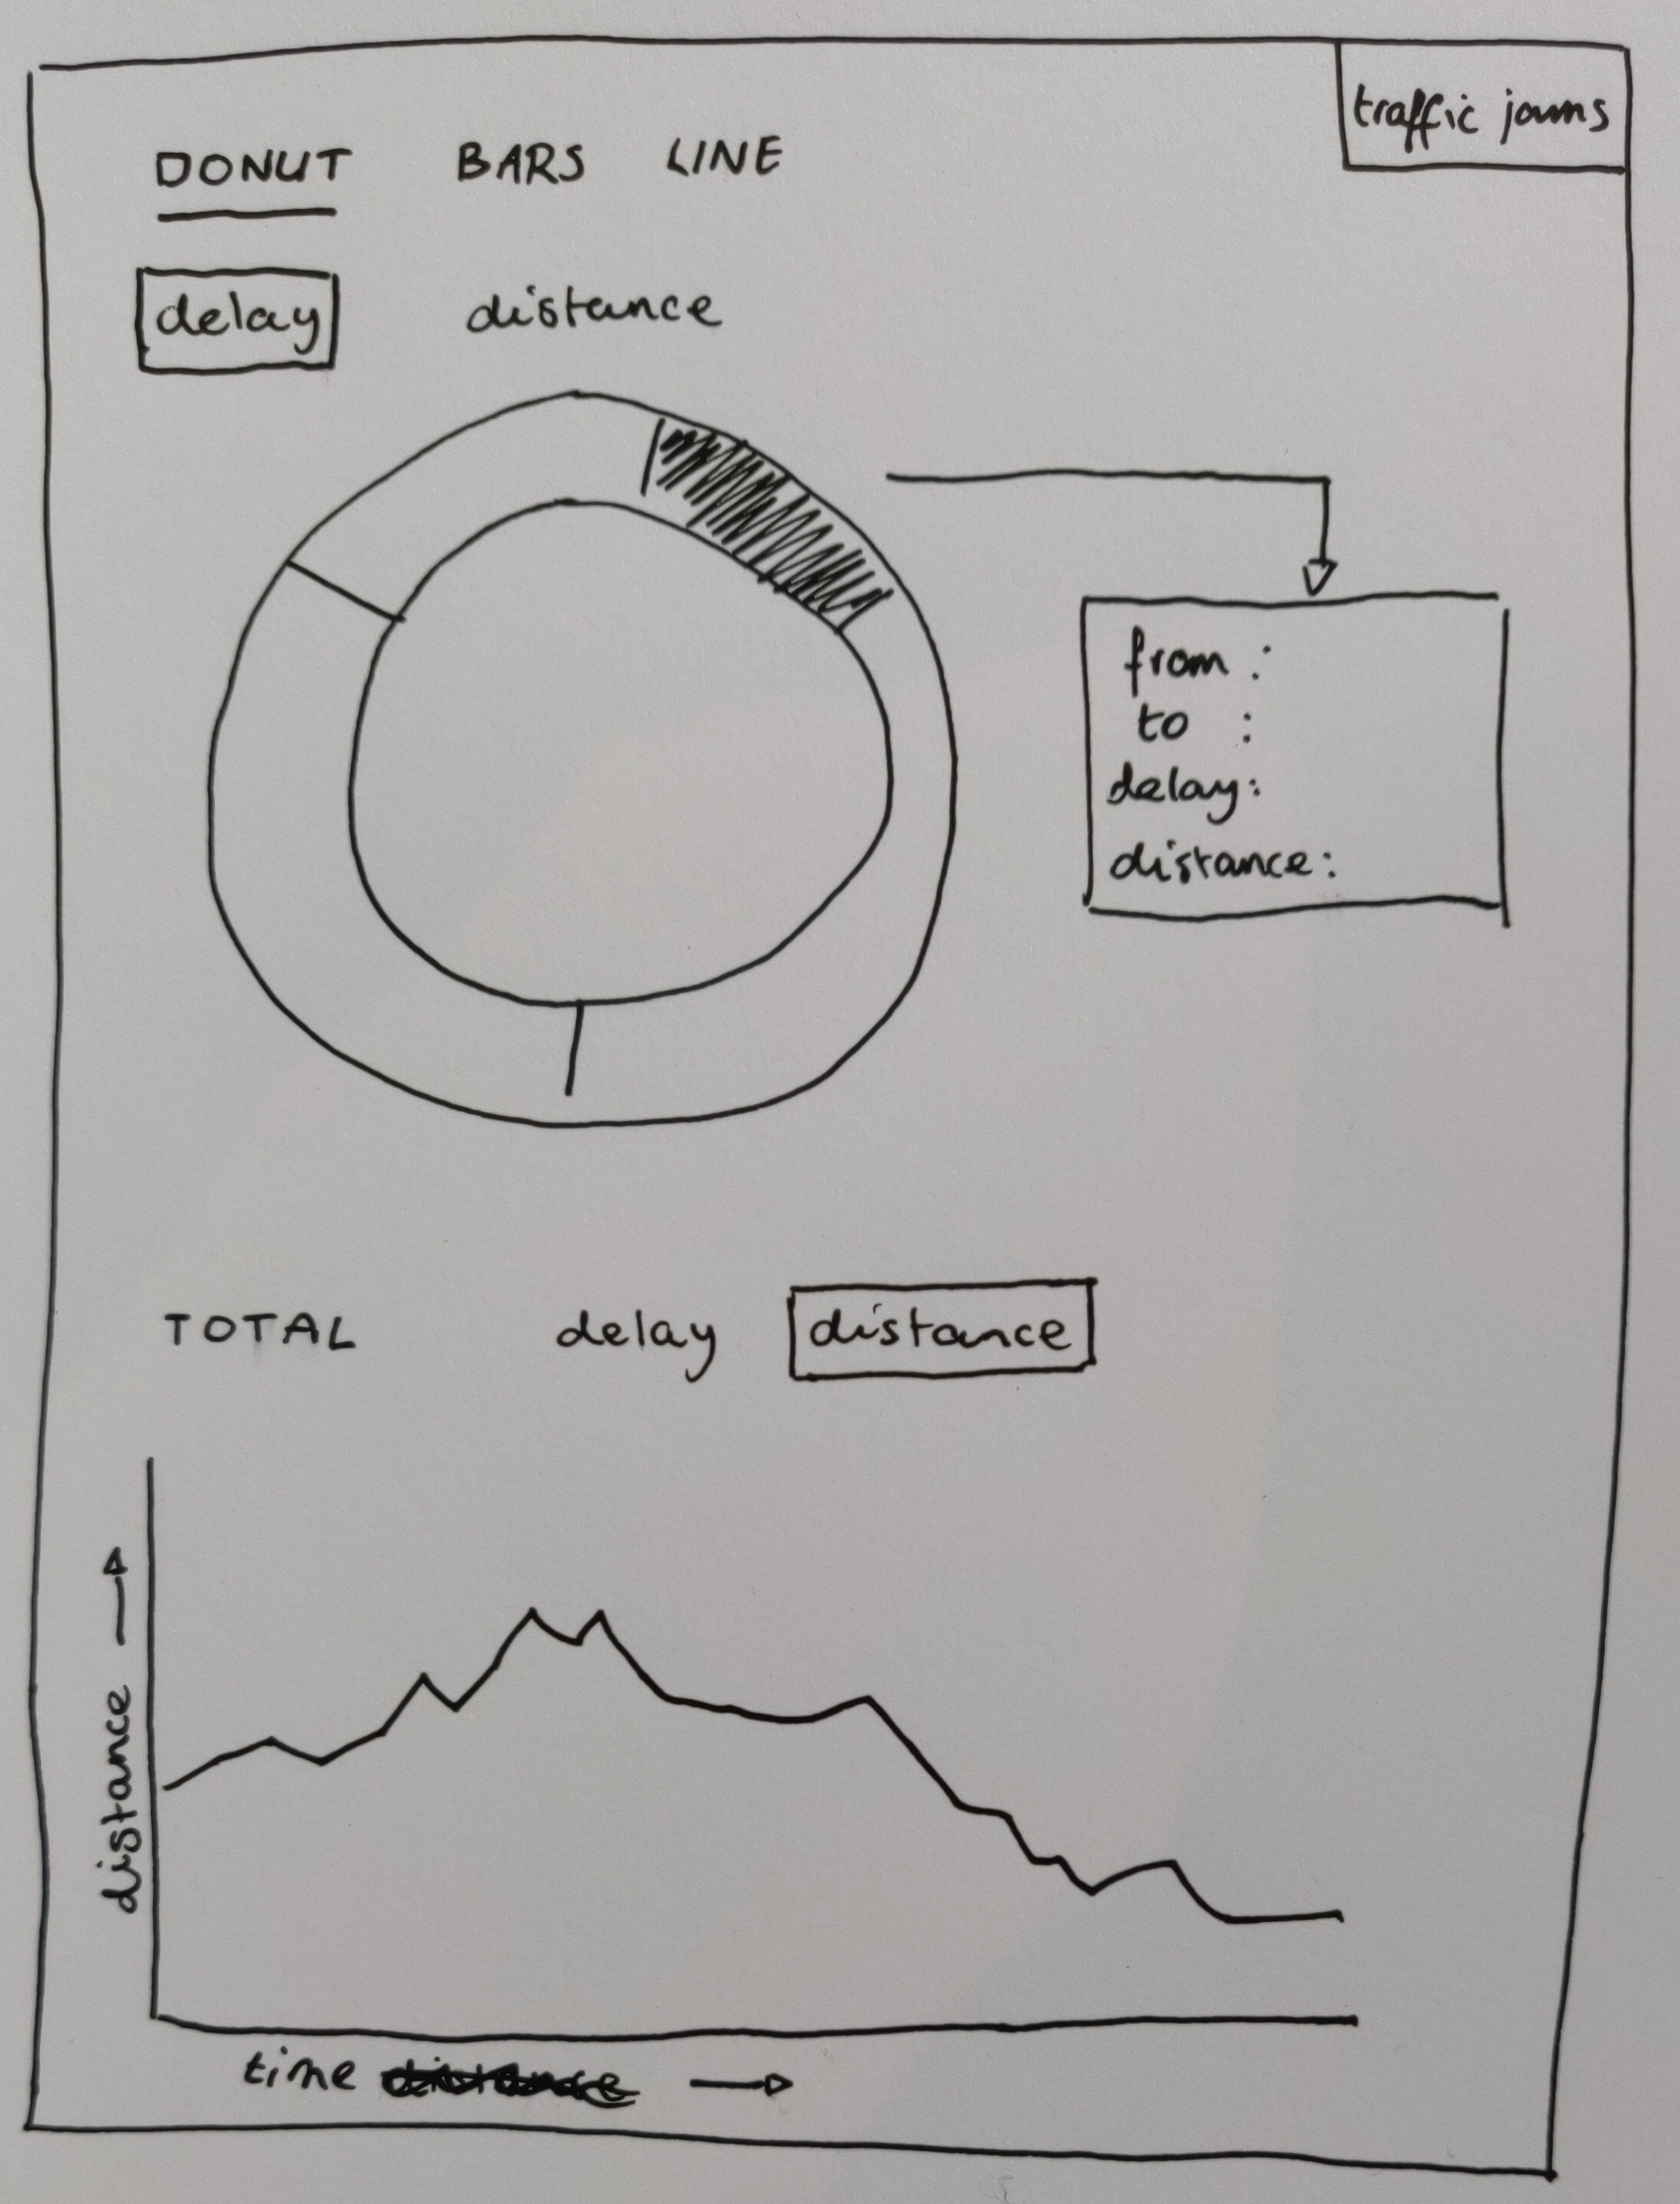 traffic jams
DONUT BARS LINE
delay distance
from :
to :
delay:
distance:
TOTAL delay distance
distance
time distance